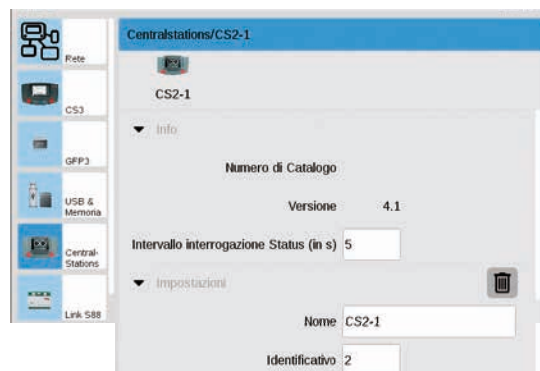 Rete
CS3
GFP3
USB &
Memoria
Central-
Stations
Link S88
Centralstations/CS2-1
CS2-1
Info
Numero di Catalogo
Versione 4.1
Intervallo interrogazione Status (in s) 5
Impostazioni
Nome CS2-1
Identificativo 2